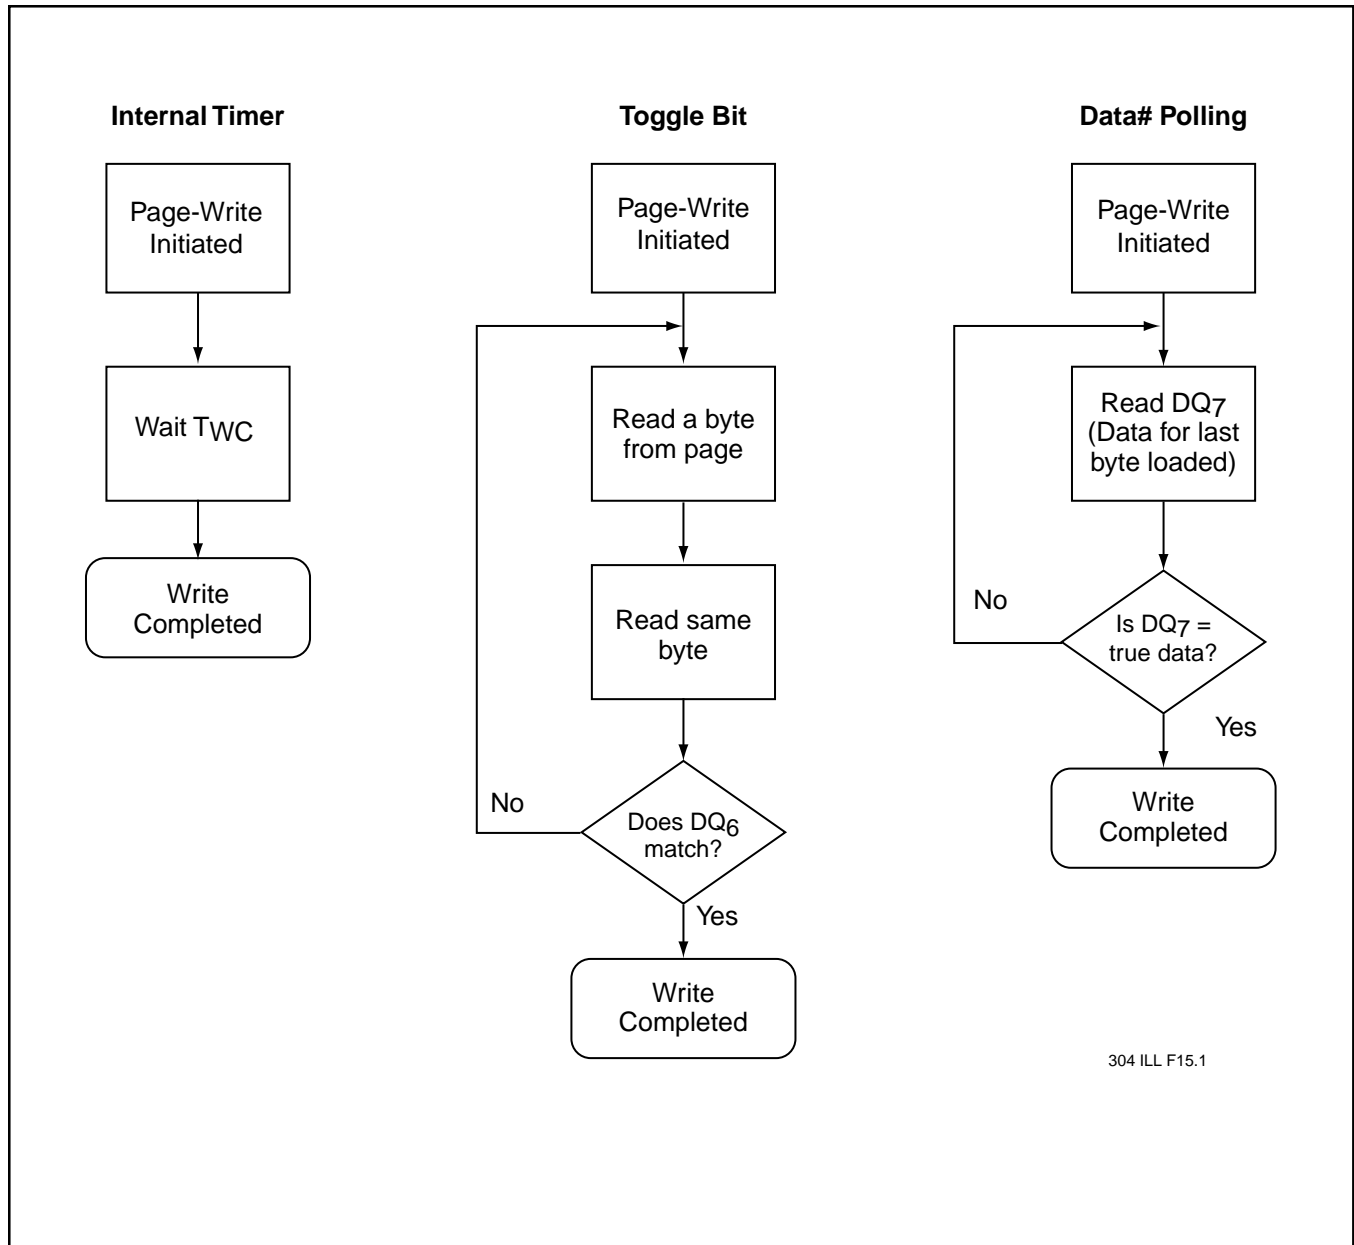 Internal Timer
Page-Write
Initiated
Wait TWC
Write
Completed
Toggle Bit
Page-Write
Initiated
Read a byte
from page
Read same
byte
No
Does DQ6
match?
Yes
Write
Completed
Data# Polling
Page-Write
Initiated
Read DQ7
(Data for last
byte loaded)
No
Is DQ7 =
true data?
Yes
Write
Completed
304 ILL F15.1